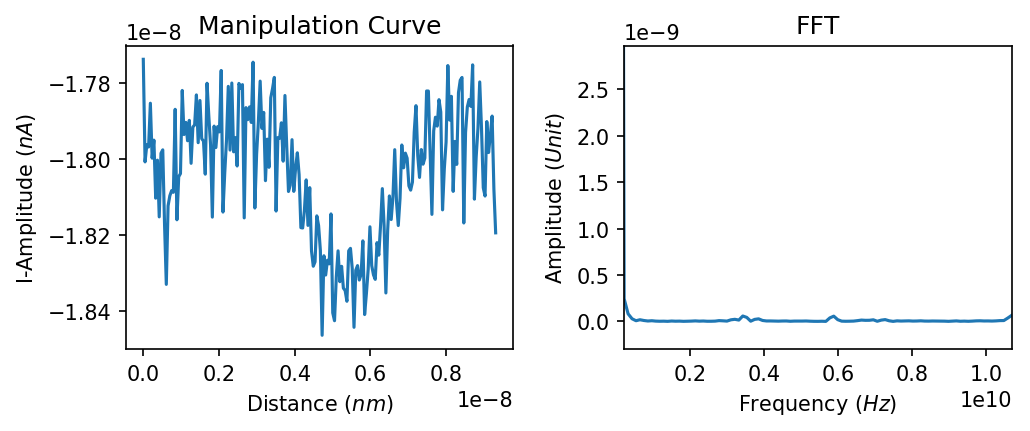 Manipulation Curve
1e−8
−1.78
−1.80
−1.82
−1.84
I-Amplitude (nA)
0.0 0.2 0.4 0.6 0.8
1e−8
Distance (nm)
FFT
1e−9
2.5
2.0
1.5
1.0
0.5
0.0
Amplitude (Unit)
0.2 0.4 0.6 0.8 1.0
1e10
Frequency (Hz)